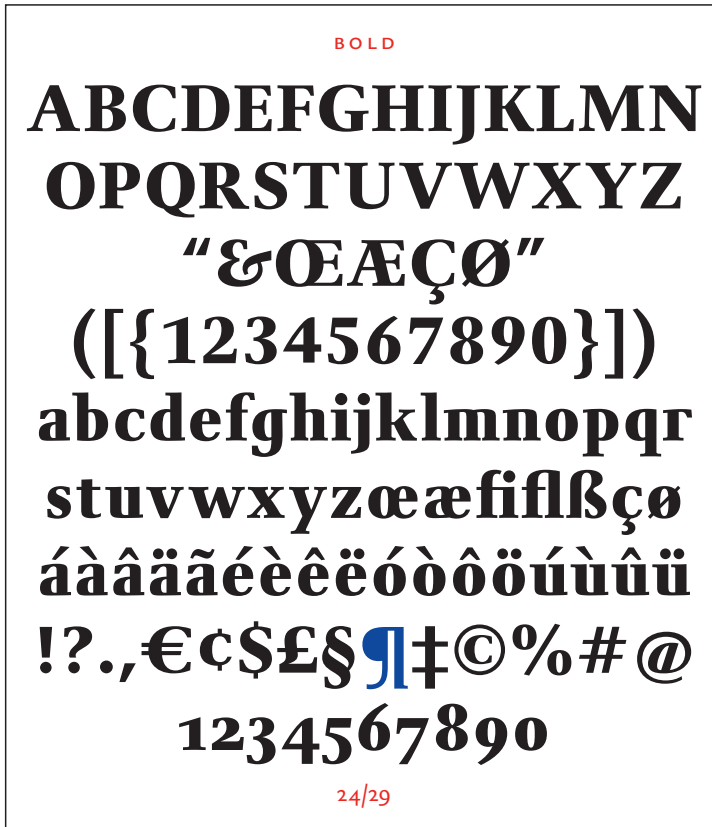 BOLD
ABCDEFGHIJKLMN
OPQRSTUVWXYZ
“&ŒÆÇØ”
([{1234567890}])
abcdefghijklmnopqr
stuvwxyzœæfiflßçø
áàâäãéèêëóòôöúùûü
!?.,€¢$£§¶‡©%#@
1234567890
24/29